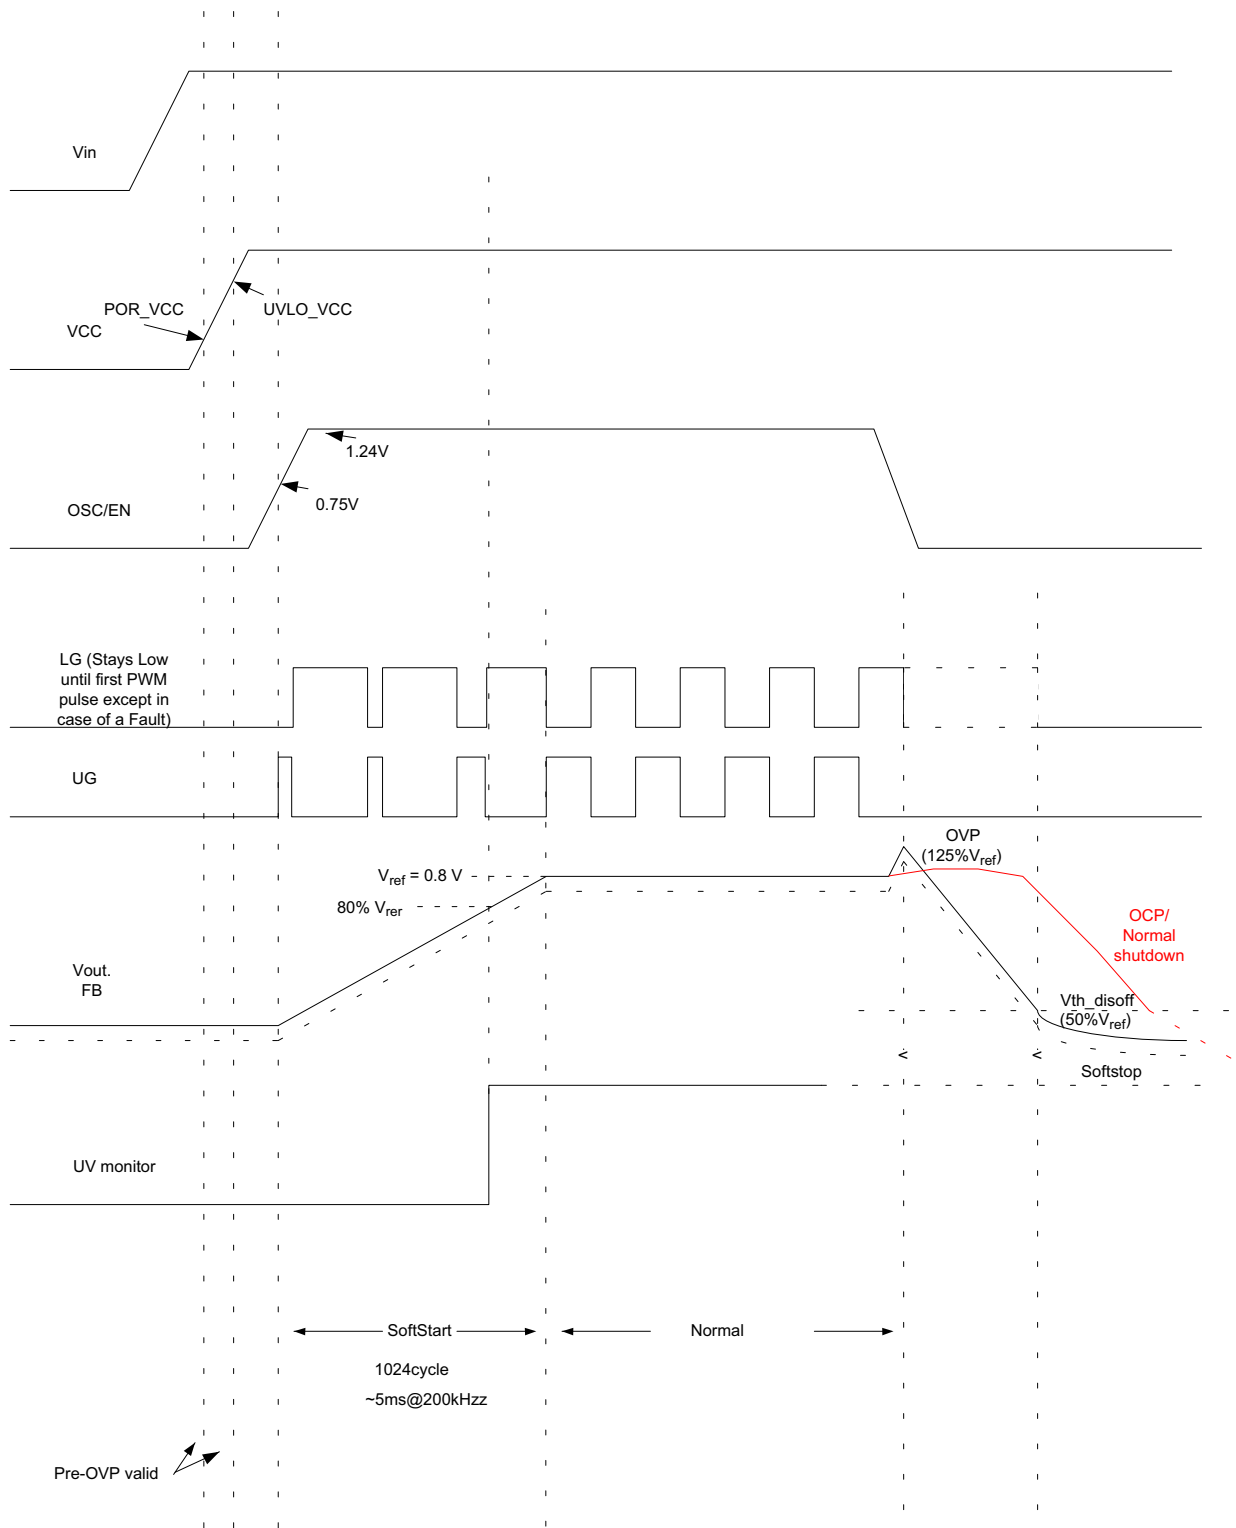 Vin
POR_VCC
UVLO_VCC
VCC
1.24V
0.75V
OSC/EN
LG (Stays Low
until first PWM
pulse except in
case of a Fault)
UG
OVP
(125%Vref)
Vref = 0.8 V
80% Vrer
OCP/
Normal
shutdown
Vout.
FB
Vth_disoff
(50%Vref)
Softstop
UV monitor
SoftStart
Normal
1024cycle
~5ms@200kHzz
Pre-OVP valid